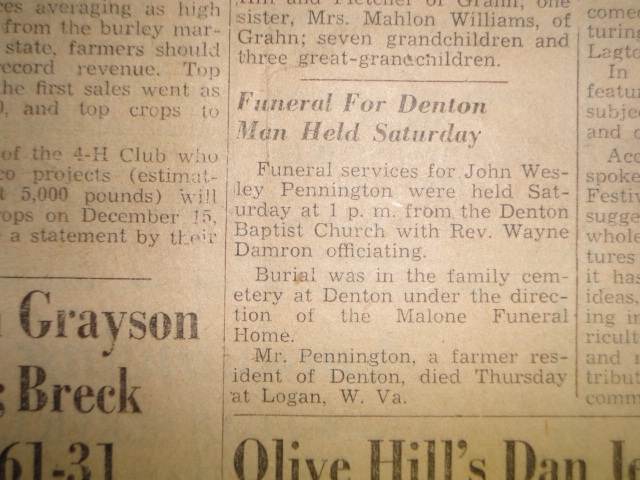 es averaging as high
from the burley mar-
state, farmers should
record revenue. Top
the first sales went as
, and top crops to
of the 4-H Club who
co projects (estimat-
5,000 pounds) will
rops on December 15,
a statement by their
Grayson
; Breck
61-31
and Fletcher of Grahn; one
sister, Mrs. Mahlon Williams, of
Grahn; seven grandchildren and
three great-grandchildren.
Funeral For Denton
Man Held Saturday
Funeral services for John Wes-
ley Pennington were held Sat-
urday at 1 p. m. from the Denton
Baptist Church with Rev. Wayne
Damron officiating.
Burial was in the family cem-
etery at Denton under the direc-
tion of the Malone Funeral
Home.
Mr. Pennington, a farmer res-
ident of Denton, died Thursday
at Logan, W. Va.
Olive Hill's Dan Je
come
turing
Lagto
In
featu
subje
and c
Acc
spoke
Festiv
sugge
whole
tures
it has
ideas.
ing in
ricult
and
tribut
comm